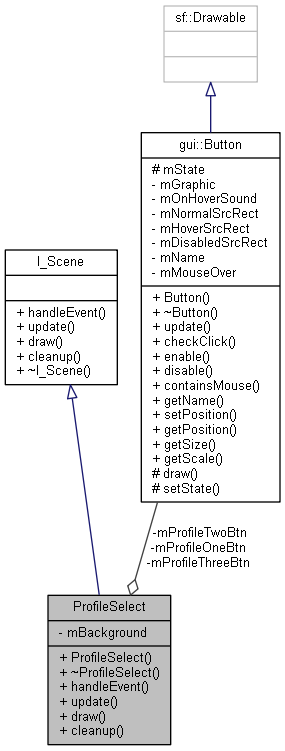 sf::Drawable
gui::Button
# mState
- mGraphic
- mOnHoverSound
- mNormalSrcRect
- mHoverSrcRect
- mDisabledSrcRect
- mName
- mMouseOver
+ Button()
+ ~Button()
+ update()
+ checkClick()
+ enable()
+ disable()
+ containsMouse()
+ getName()
+ setPosition()
+ getPosition()
+ getSize()
+ getScale()
# draw()
# setState()
I_Scene
+ handleEvent()
+ update()
+ draw()
+ cleanup()
+ ~I_Scene()
-mProfileTwoBtn
-mProfileOneBtn
-mProfileThreeBtn
ProfileSelect
- mBackground
+ ProfileSelect()
+ ~ProfileSelect()
+ handleEvent()
+ update()
+ draw()
+ cleanup()